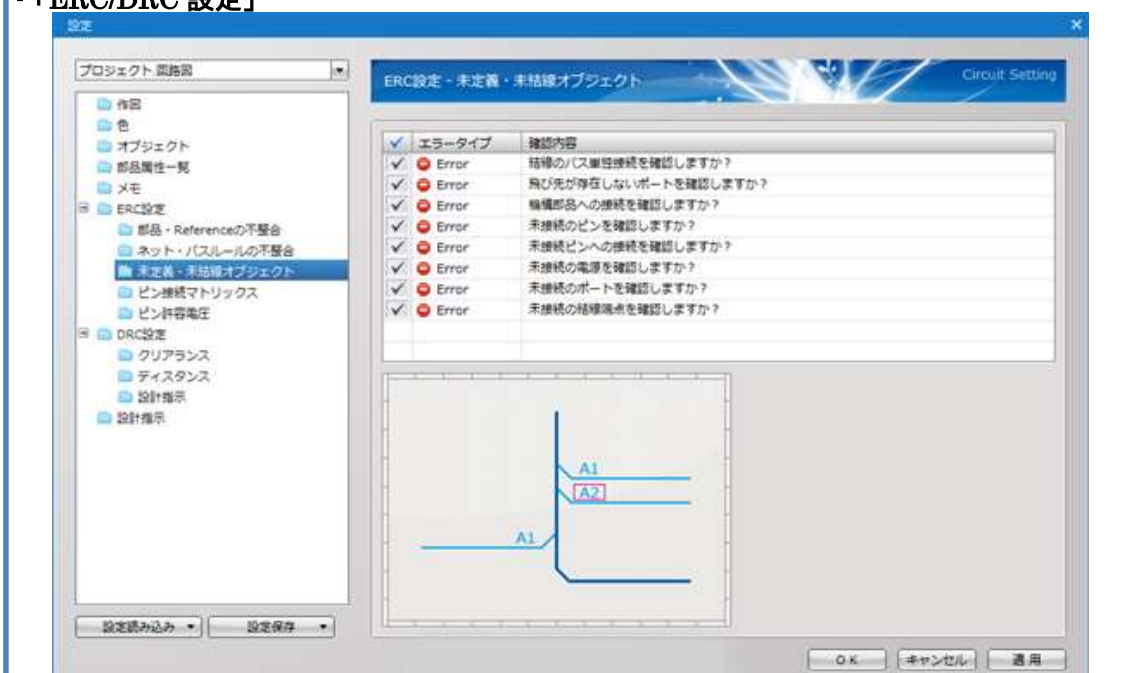 ・「ERC/DRC 設定」
設定
プロジェクト 回路図
作図
色
オブジェクト
部品属性一覧
メモ
ERC設定
部品・Referenceの不整合
ネット・バスルールの不整合
未定義・未結線オブジェクト
ピン接続マトリックス
ピン許容電圧
DRC設定
クリアランス
ディスタンス
設計指示
設計指示
設定読み込み
設定保存
ERC設定 - 未定義・未結線オブジェクト
Circuit Setting
エラータイプ 確認内容
Error 結線のバス単独接続を確認しますか？
Error 飛び先が存在しないポートを確認しますか？
Error 機構部品への接続を確認しますか？
Error 未接続のピンを確認しますか？
Error 未接続ピンへの接続を確認しますか？
Error 未接続の電源を確認しますか？
Error 未接続のポートを確認しますか？
Error 未接続の結線端点を確認しますか？
A1
A2
A1
OK キャンセル 適用